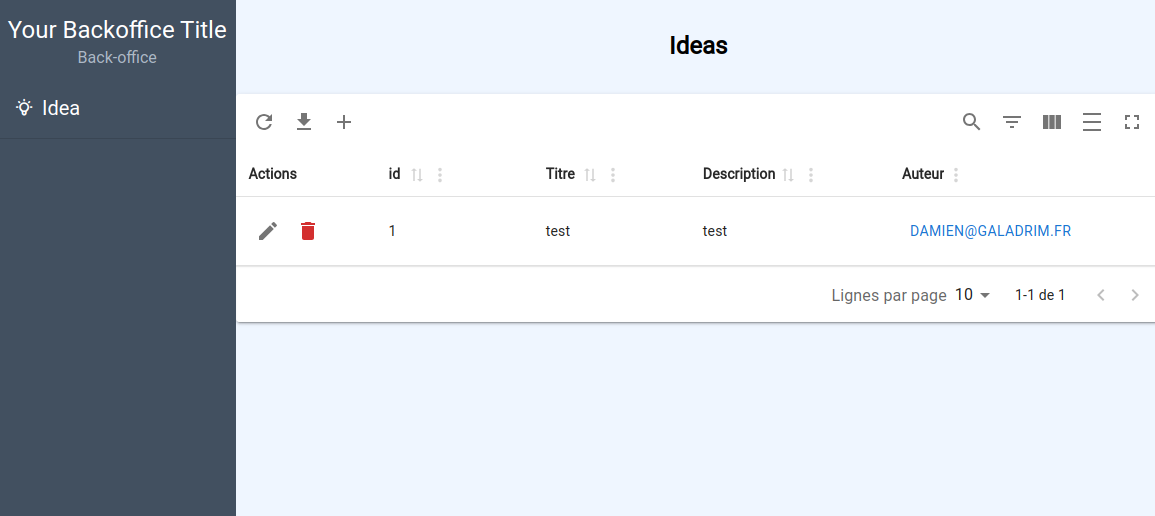 Your Backoffice Title
Back-office
Idea
Ideas
Actions id Titre Description Auteur
1 test test DAMIEN@GALADRIM.FR
Lignes par page 10 1-1 de 1